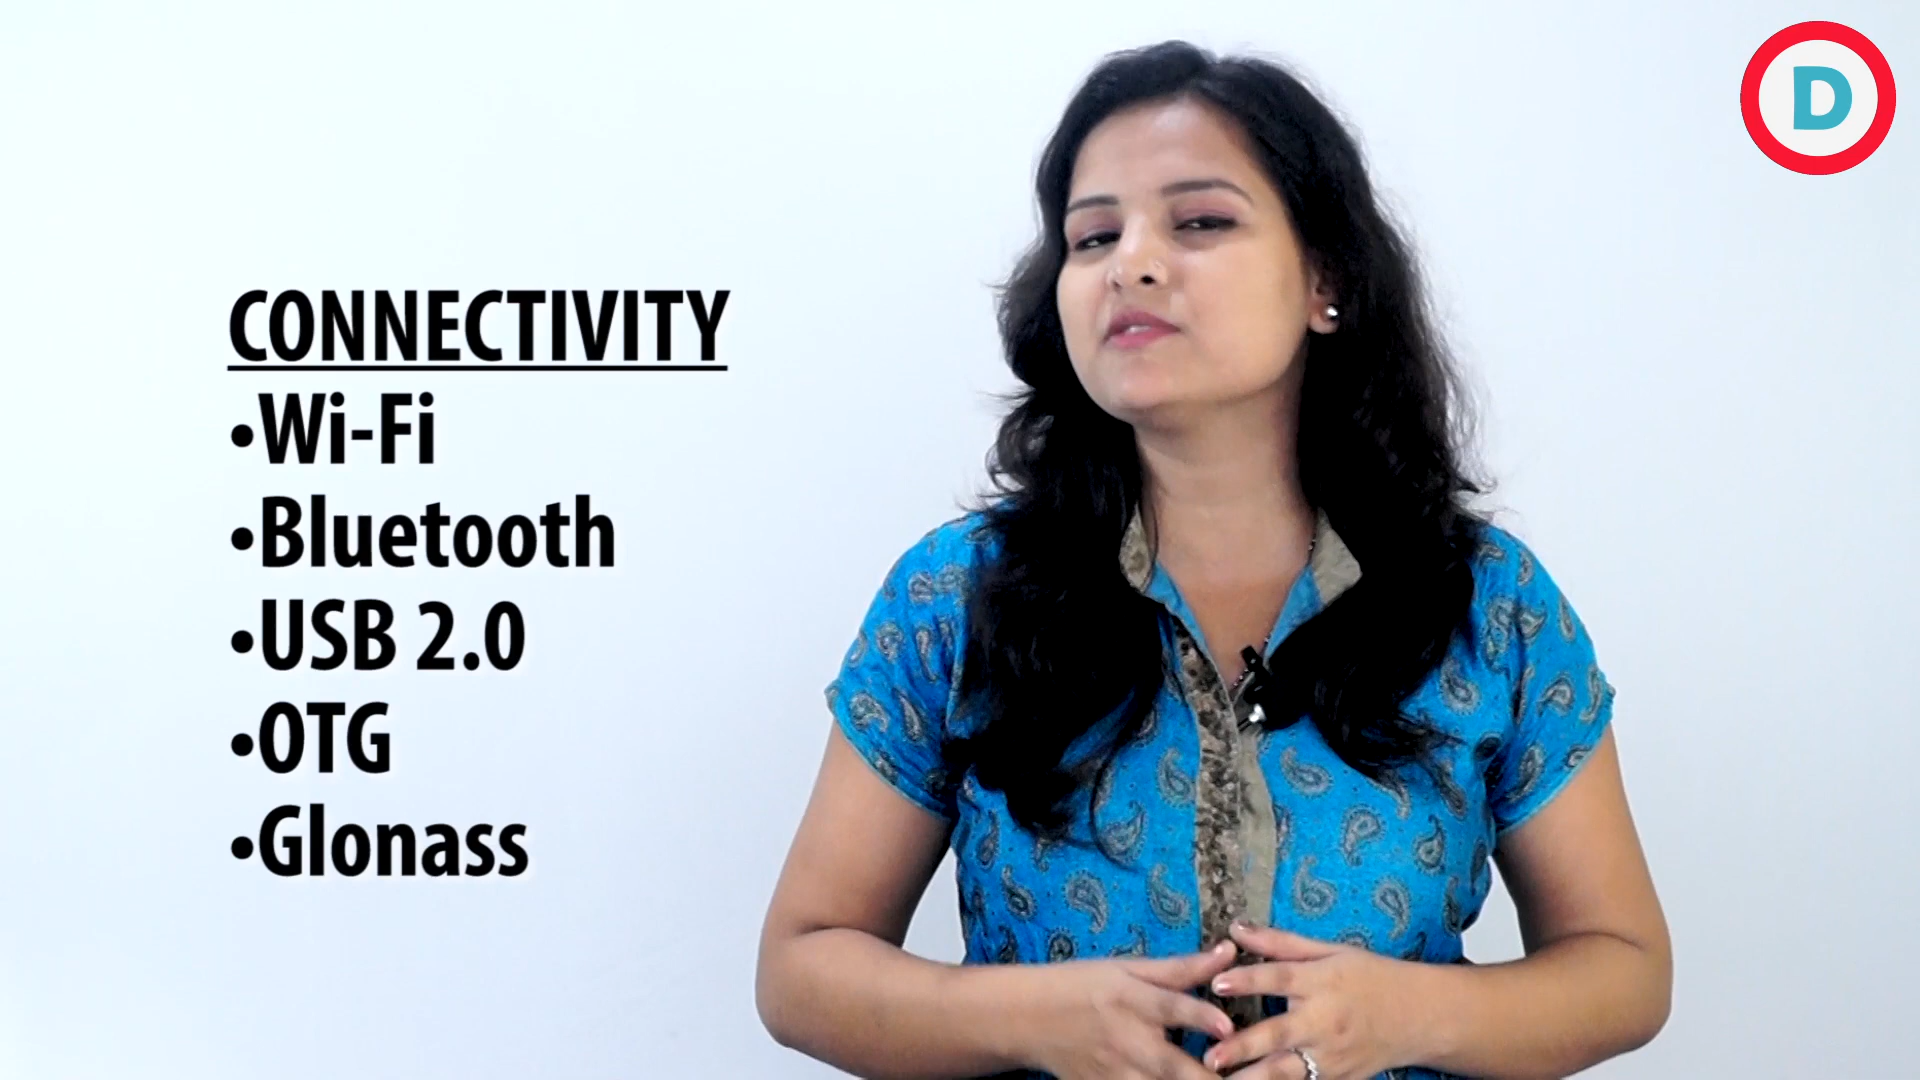 D
CONNECTIVITY
•Wi-Fi
•Bluetooth
•USB 2.0
•OTG
•Glonass